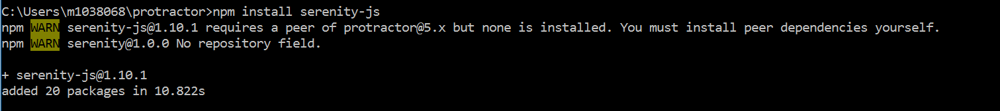 C:\Users\m1038068\protractor>npm install serenity-js
npm WARN serenity-js@1.10.1 requires a peer of protractor@5.x but none is installed. You must install peer dependencies yourself.
npm WARN serenity@1.0.0 No repository field.
+ serenity-js@1.10.1
added 20 packages in 10.822s